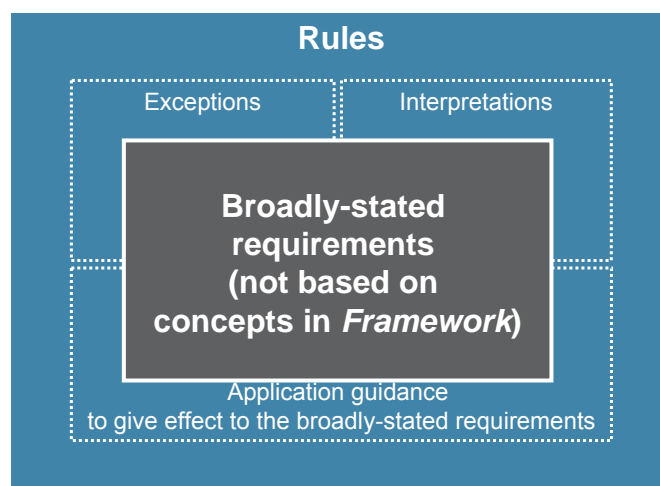 Rules
Exceptions
Interpretations
Broadly-stated
requirements
(not based on
concepts in Framework)
Application guidance
to give effect to the broadly-stated requirements